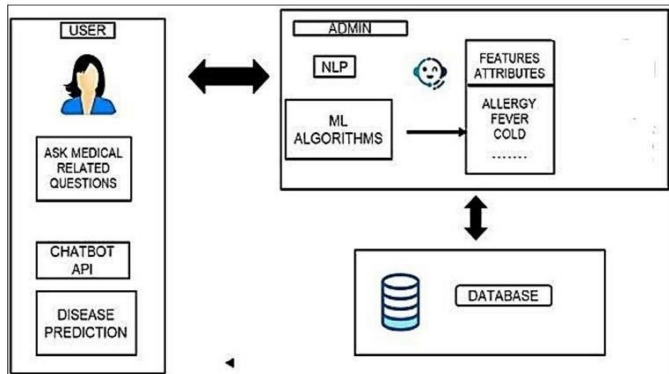 USER
ASK MEDICAL
RELATED
QUESTIONS
CHATBOT
API
DISEASE
PREDICTION
ADMIN
NLP
ML
ALGORITHMS
FEATURES
ATTRIBUTES
ALLERGY
FEVER
COLD
.......
DATABASE